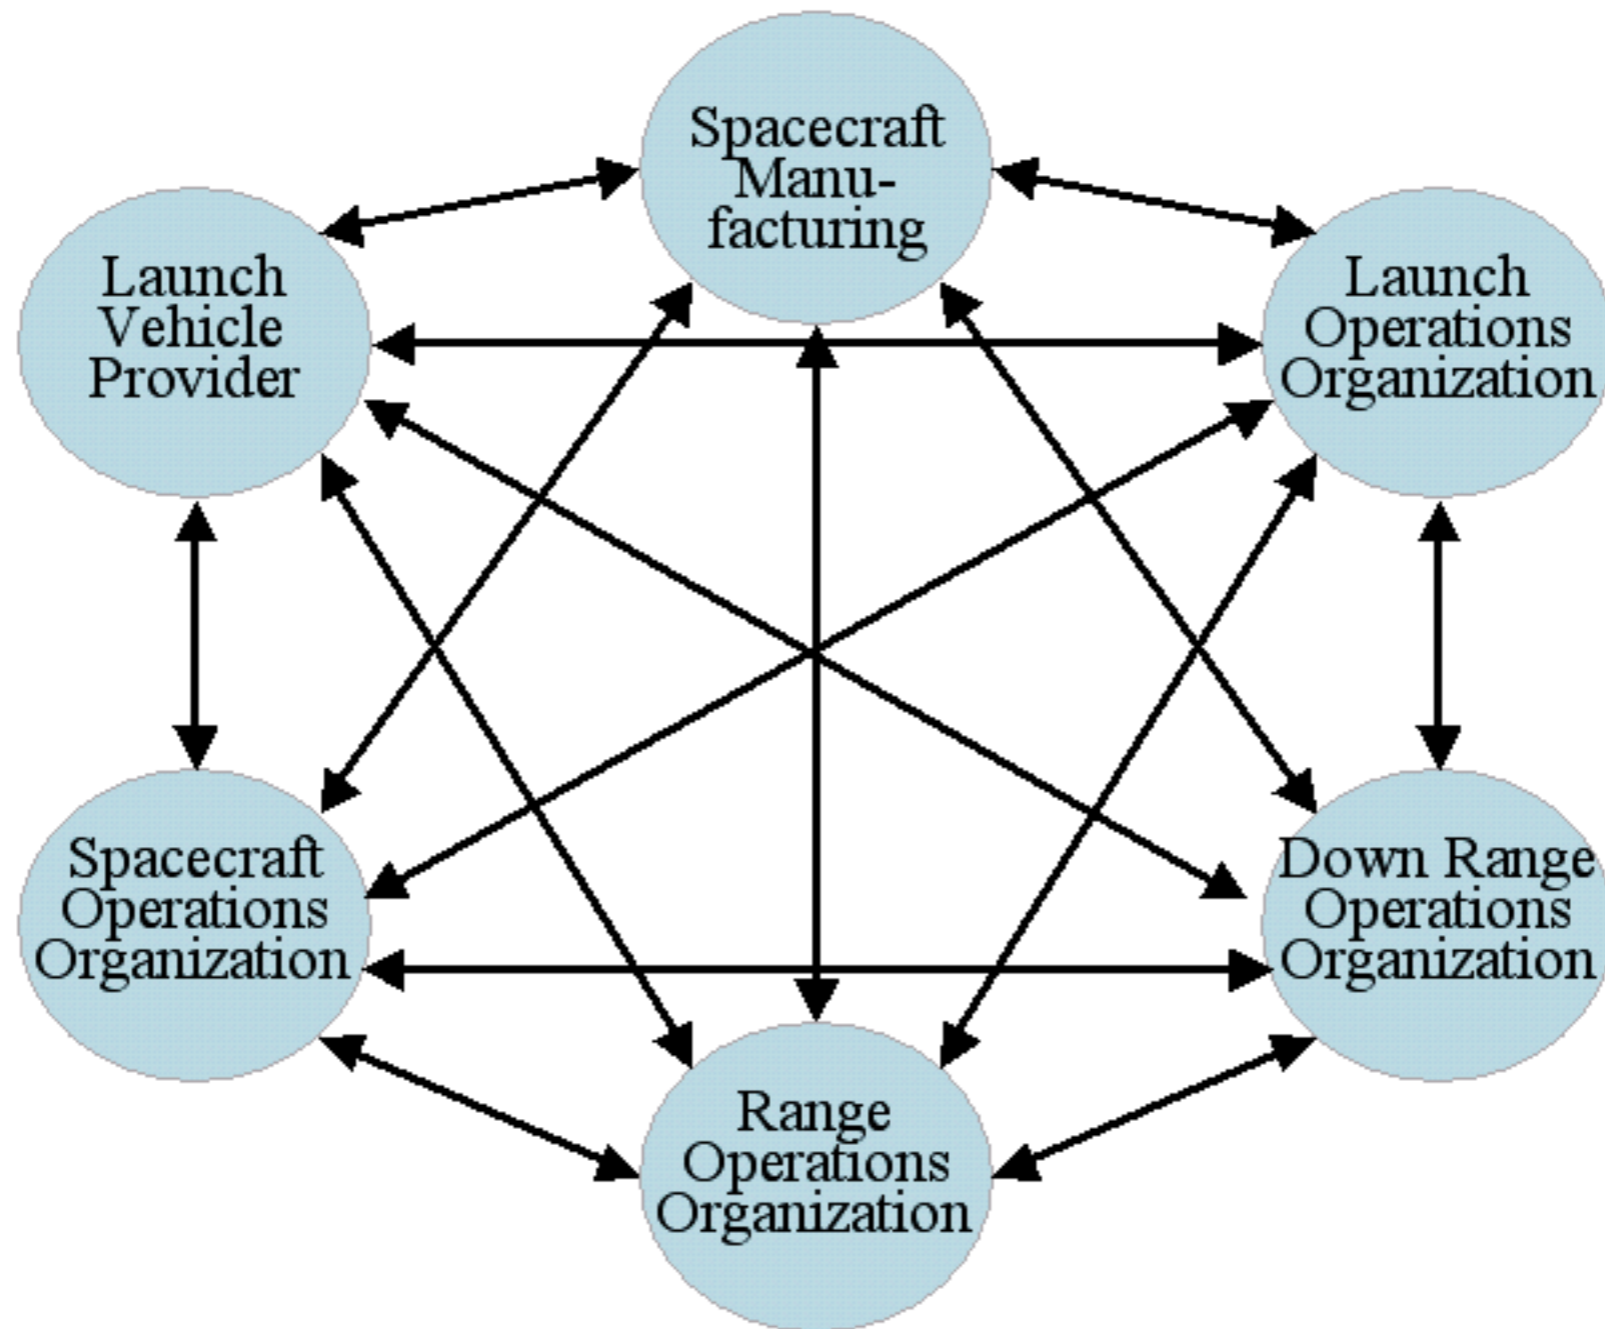 Spacecraft
Manu-
facturing
Launch
Vehicle
Provider
Launch
Operations
Organization
Spacecraft
Operations
Organization
Down Range
Operations
Organization
Range
Operations
Organization